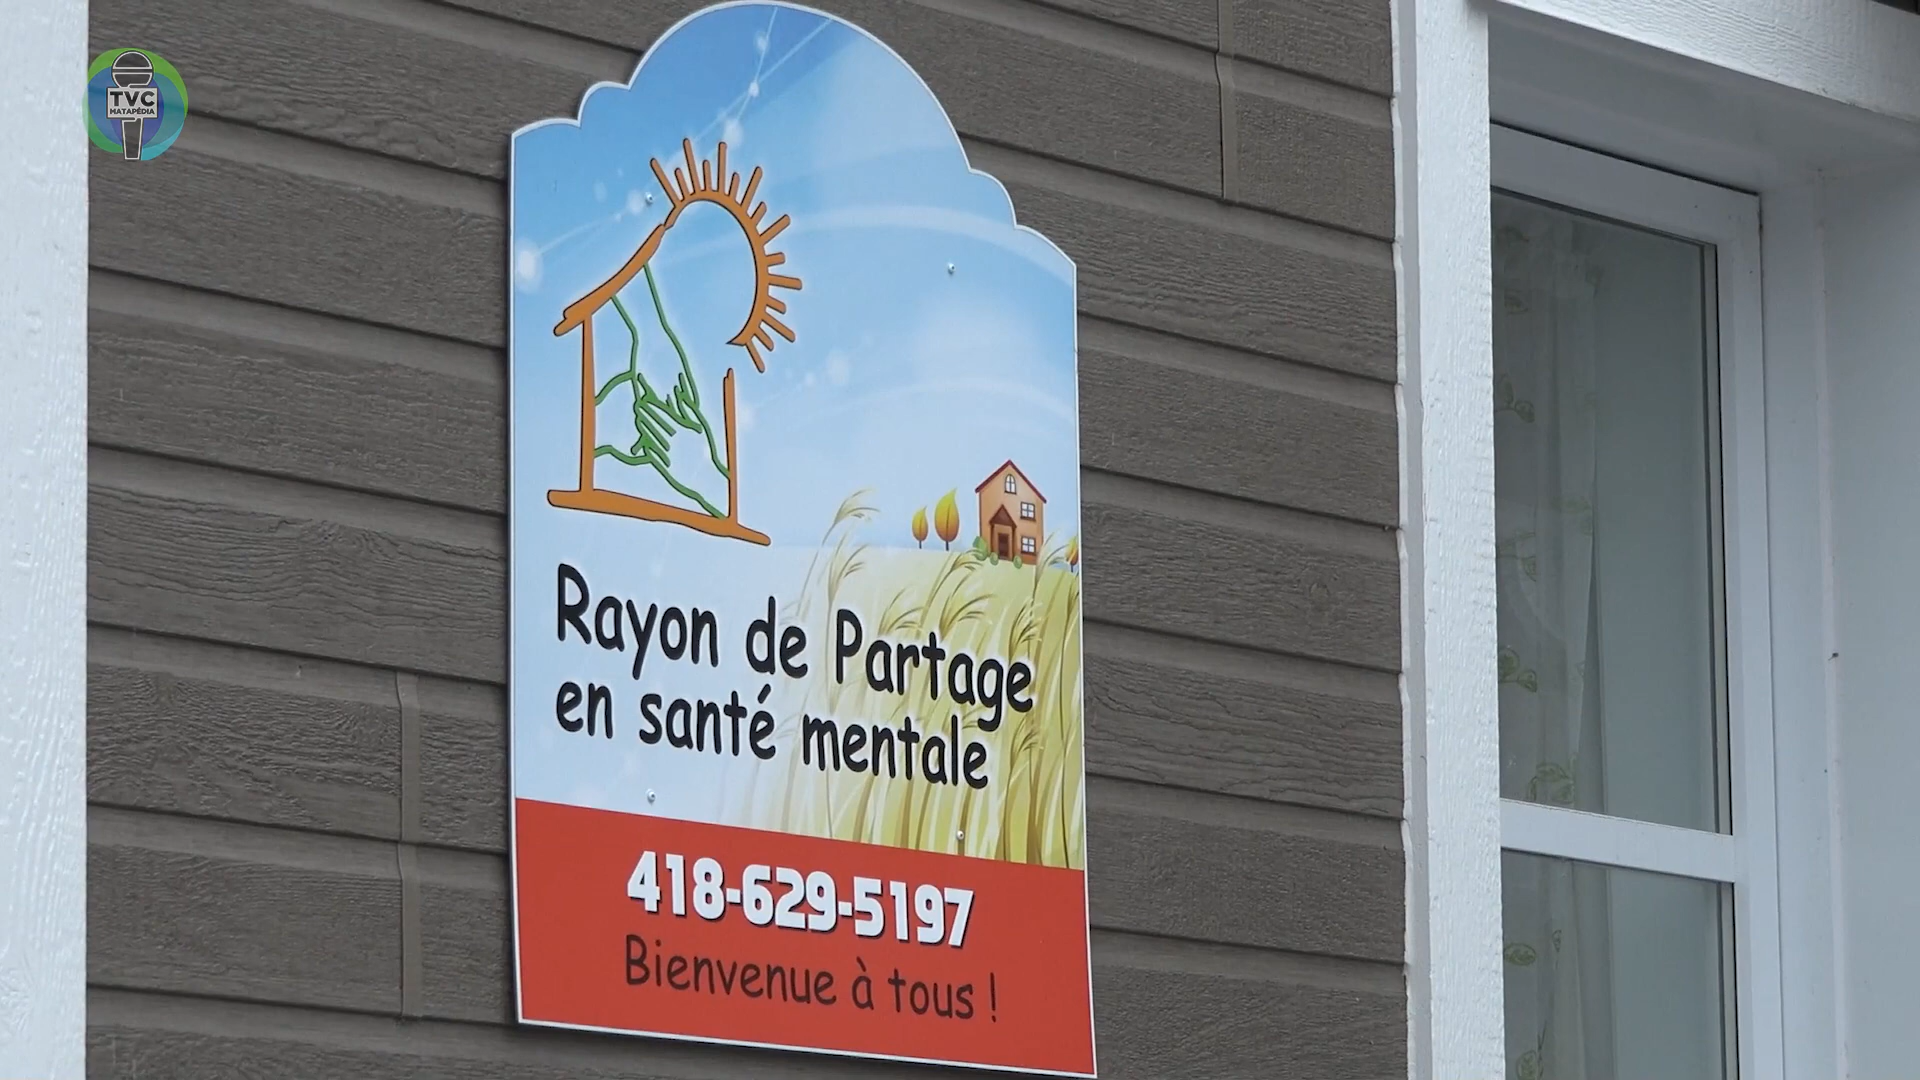 TVC
MATAPÉDIA
Rayon de Partage
en santé mentale
418-629-5197
Bienvenue à tous !